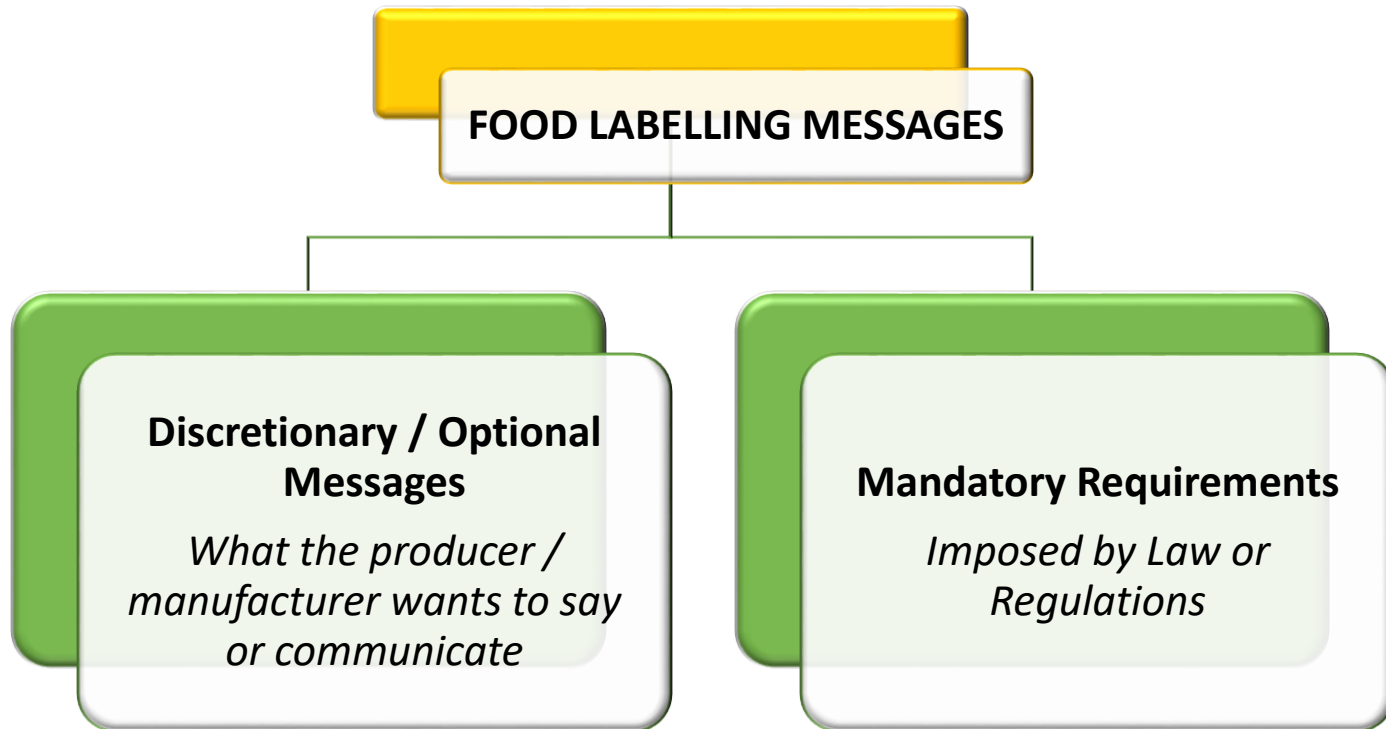 FOOD LABELLING MESSAGES
Discretionary / Optional
Messages
What the producer /
manufacturer wants to say
or communicate
Mandatory Requirements
Imposed by Law or
Regulations